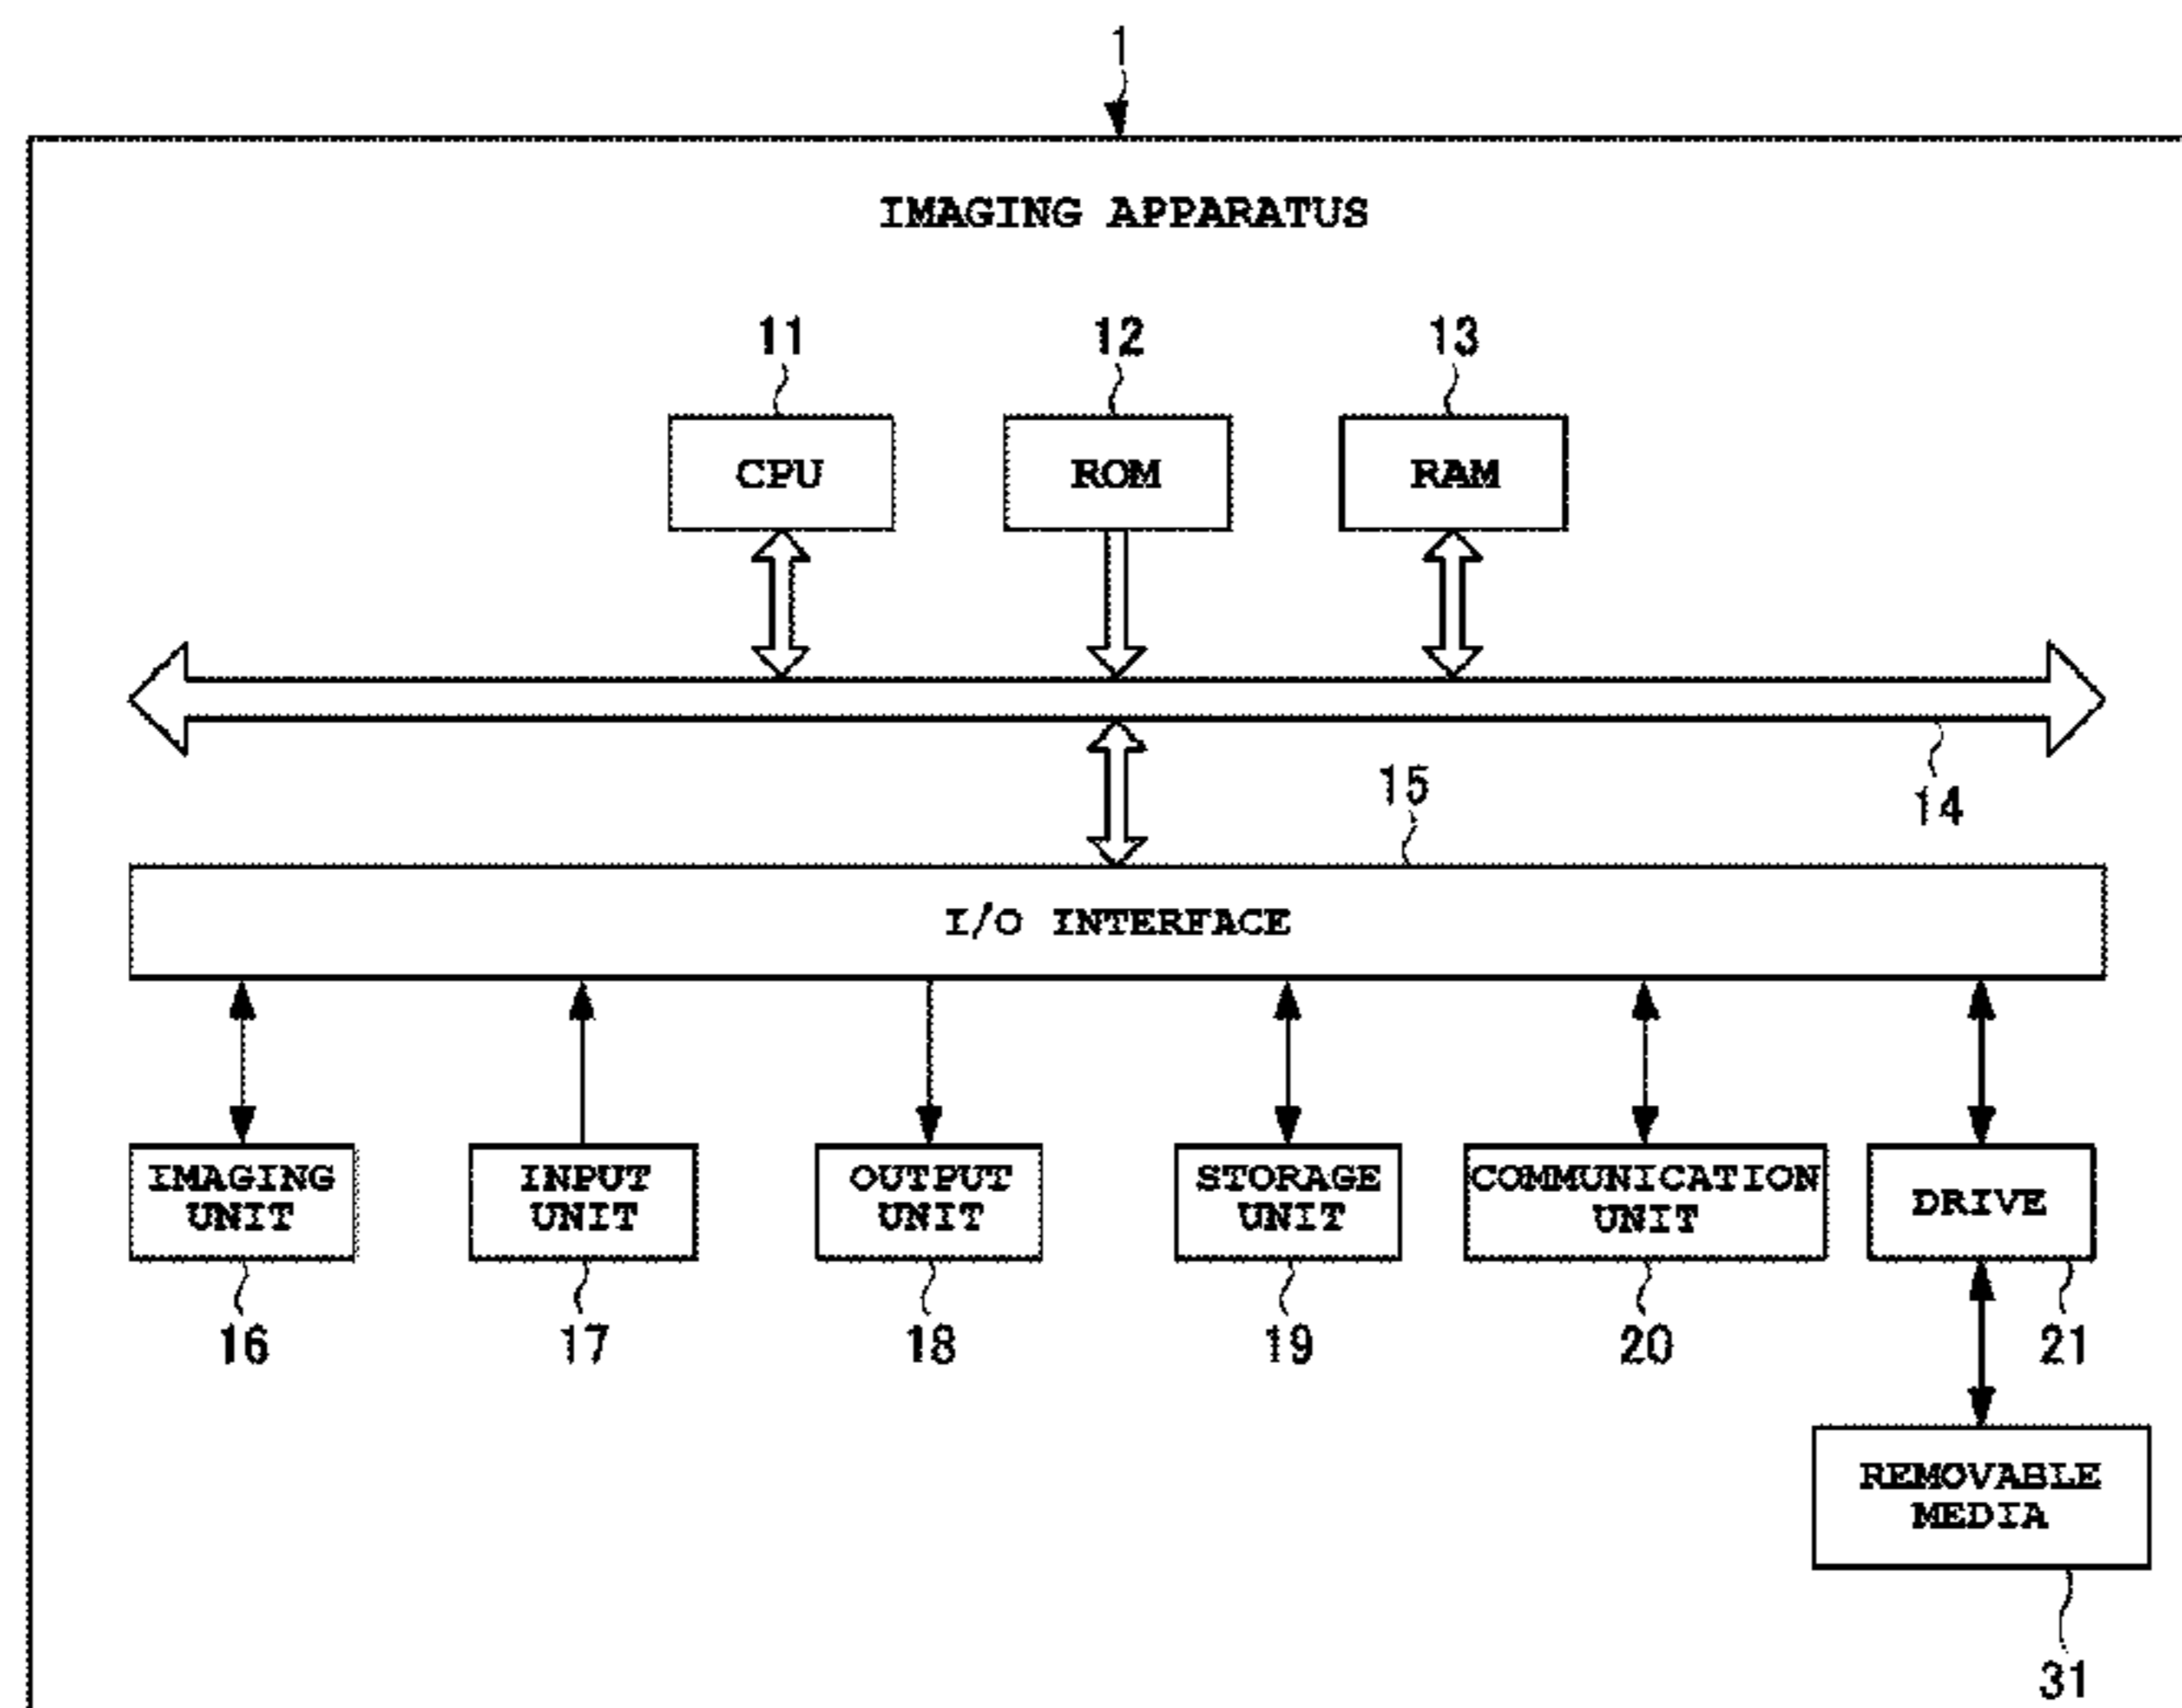 1
IMAGING APPARATUS
11
12
13
CPU
ROM
RAM
15
14
I/O INTERFACE
IMAGING
UNIT
INPUT
UNIT
OUTPUT
UNIT
STORAGE
UNIT
COMMUNICATION
UNIT
DRIVE
16
17
18
19
20
21
REMOVABLE
MEDIA
31